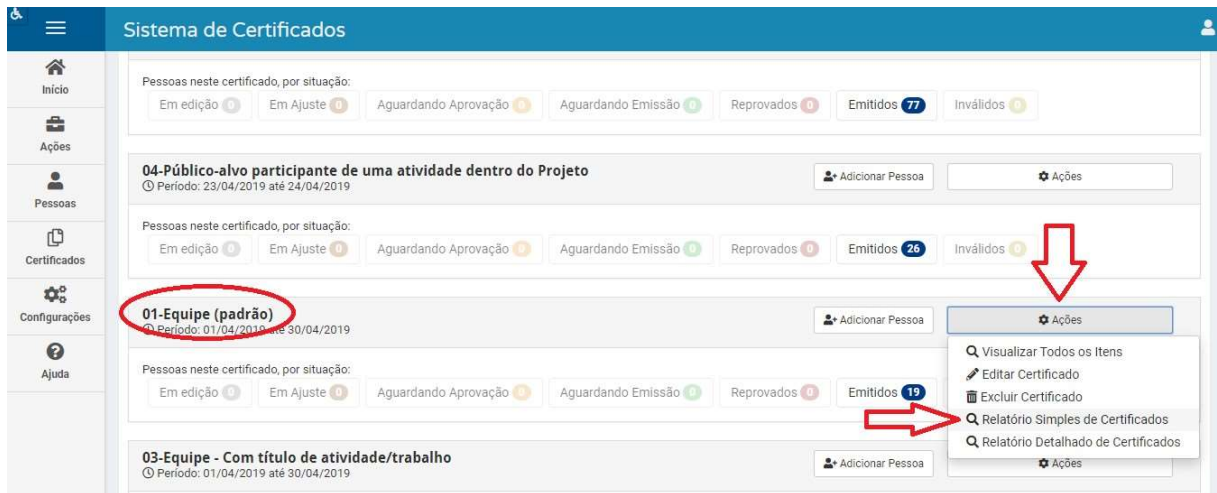 Sistema de Certificados
Início
Ações
Pessoas
Certificados
Configurações
Ajuda
Pessoas neste certificado, por situação:
Em edição 0 Em Ajuste 0 Aguardando Aprovação 0 Aguardando Emissão 0 Reprovados 0 Emitidos 77 Inválidos 0
04-Público-alvo participante de uma atividade dentro do Projeto
Período: 23/04/2019 até 24/04/2019
Adicionar Pessoa Ações
Pessoas neste certificado, por situação:
Em edição 0 Em Ajuste 0 Aguardando Aprovação 0 Aguardando Emissão 0 Reprovados 0 Emitidos 26 Inválidos 0
01-Equipe (padrão)
Período: 01/04/2019 até 30/04/2019
Adicionar Pessoa Ações
Visualizar Todos os Itens
Editar Certificado
Excluir Certificado
Relatório Simples de Certificados
Relatório Detalhado de Certificados
Pessoas neste certificado, por situação:
Em edição 0 Em Ajuste 0 Aguardando Aprovação 0 Aguardando Emissão 0 Reprovados 0 Emitidos 19
03-Equipe - Com título de atividade/trabalho
Período: 01/04/2019 até 30/04/2019
Adicionar Pessoa Ações